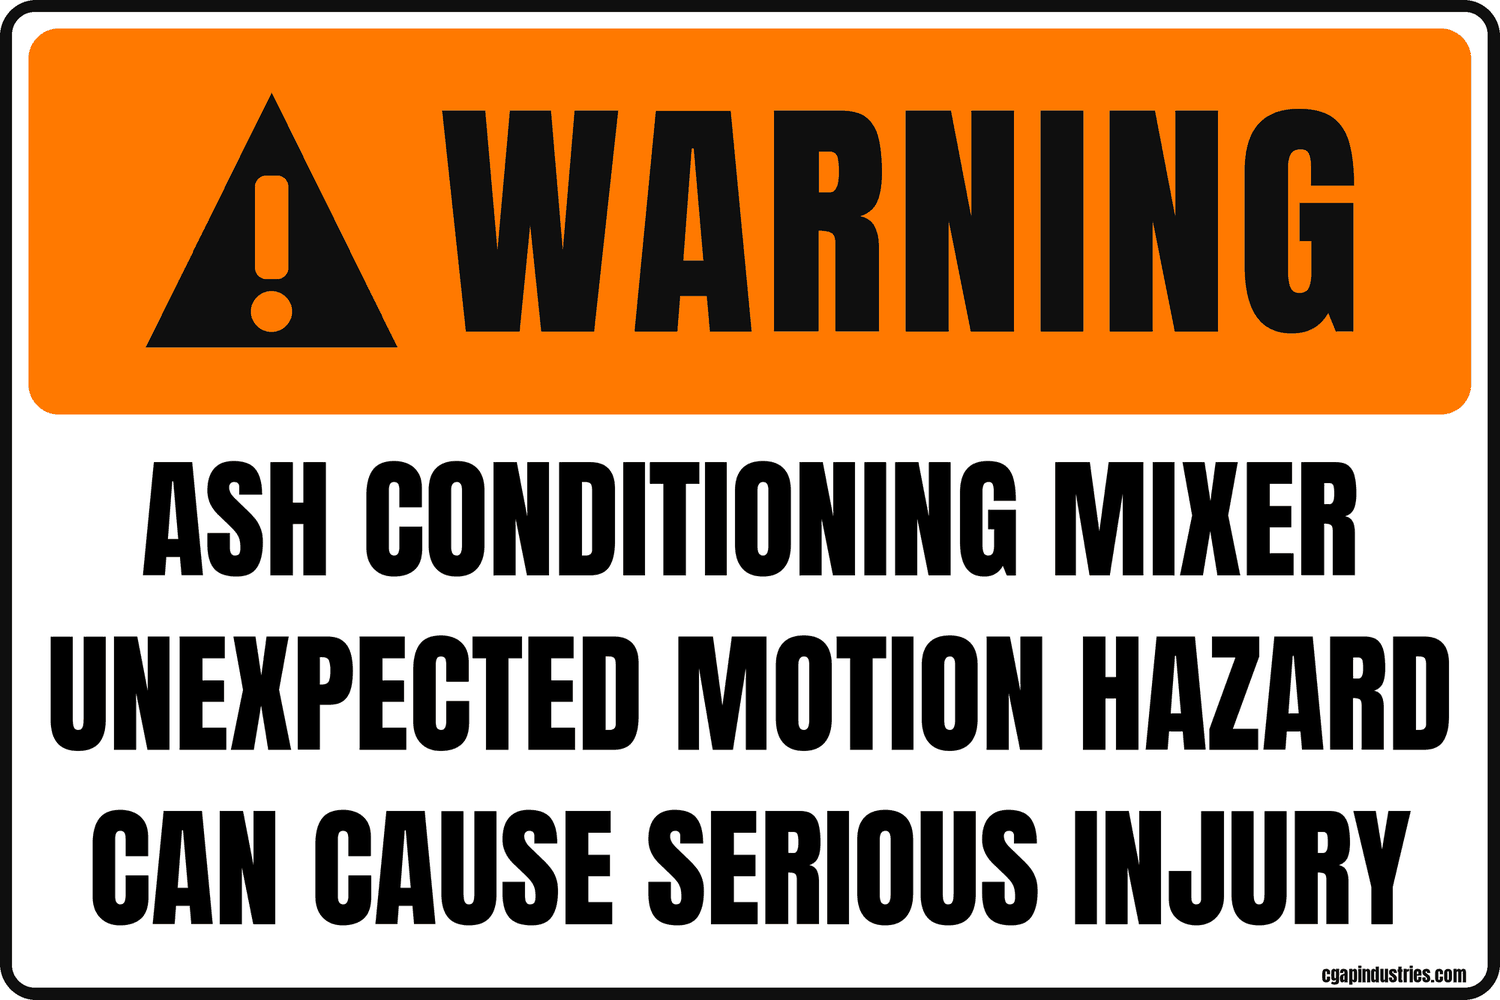 WARNING
ASH CONDITIONING MIXER
UNEXPECTED MOTION HAZARD
CAN CAUSE SERIOUS INJURY
cgapindustries.com